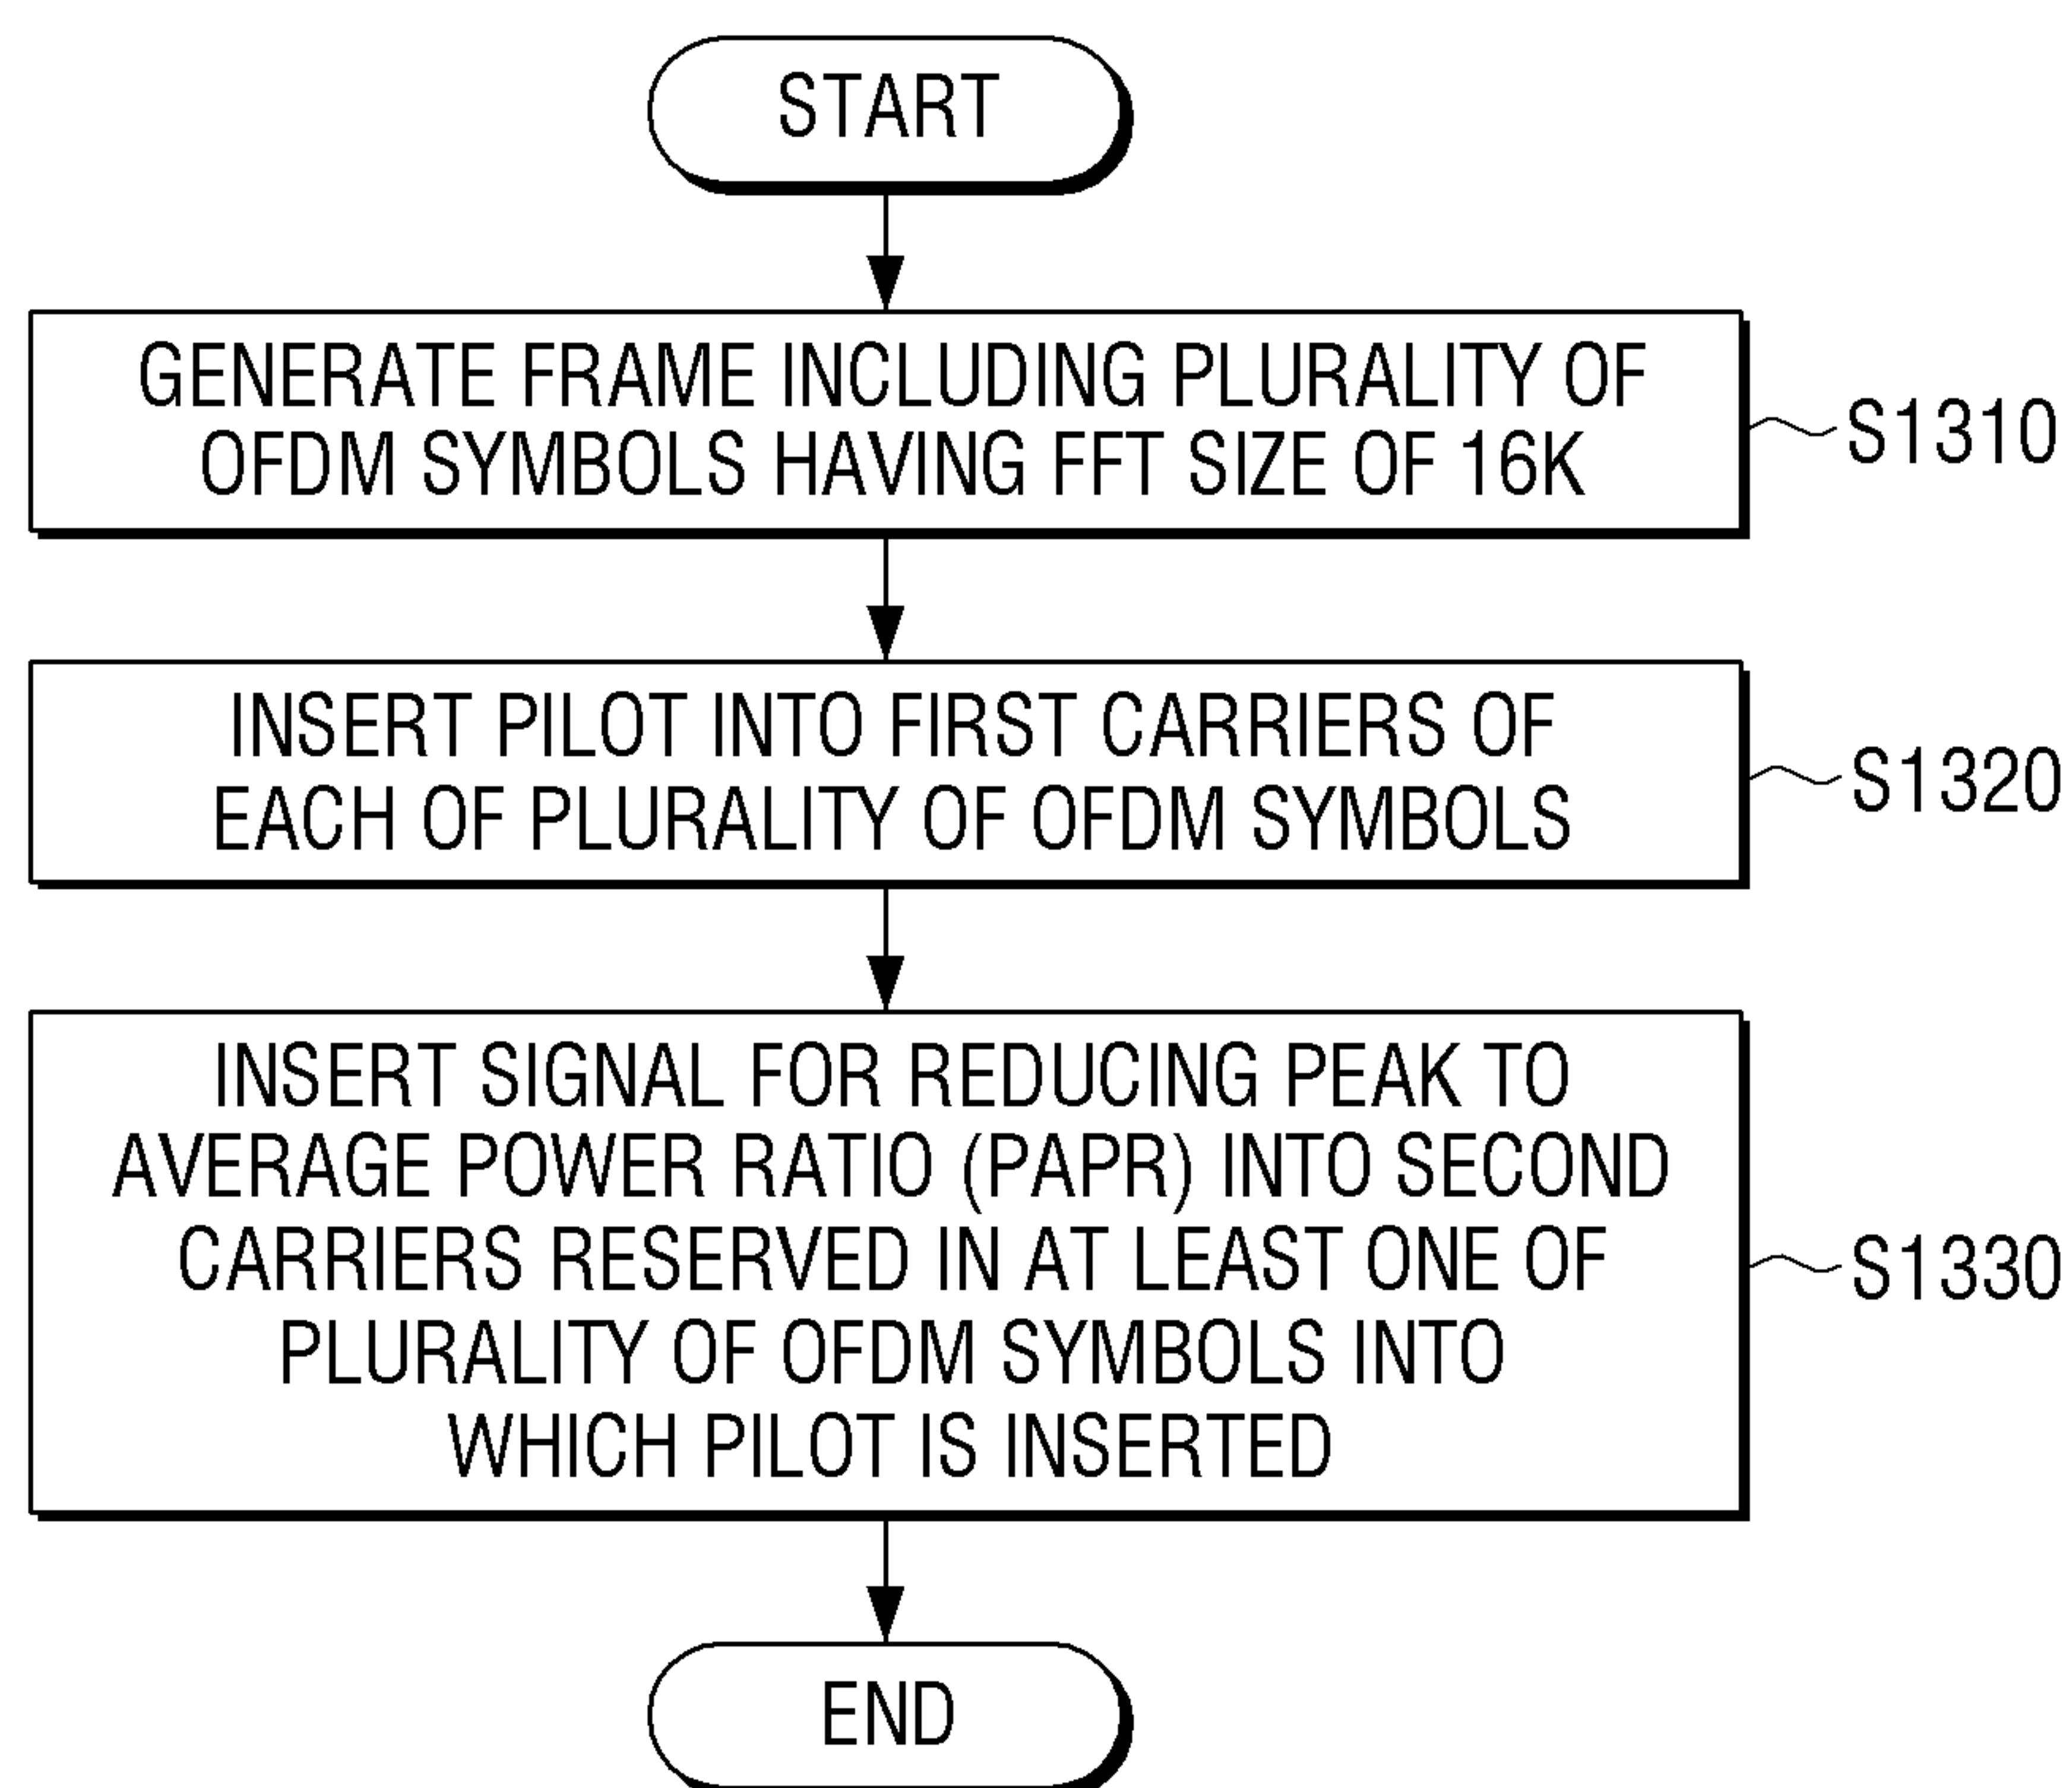 START
GENERATE FRAME INCLUDING PLURALITY OF
OFDM SYMBOLS HAVING FFT SIZE OF 16K
S1310
INSERT PILOT INTO FIRST CARRIERS OF
EACH OF PLURALITY OF OFDM SYMBOLS
S1320
INSERT SIGNAL FOR REDUCING PEAK TO
AVERAGE POWER RATIO (PAPR) INTO SECOND
CARRIERS RESERVED IN AT LEAST ONE OF
PLURALITY OF OFDM SYMBOLS INTO
WHICH PILOT IS INSERTED
S1330
END